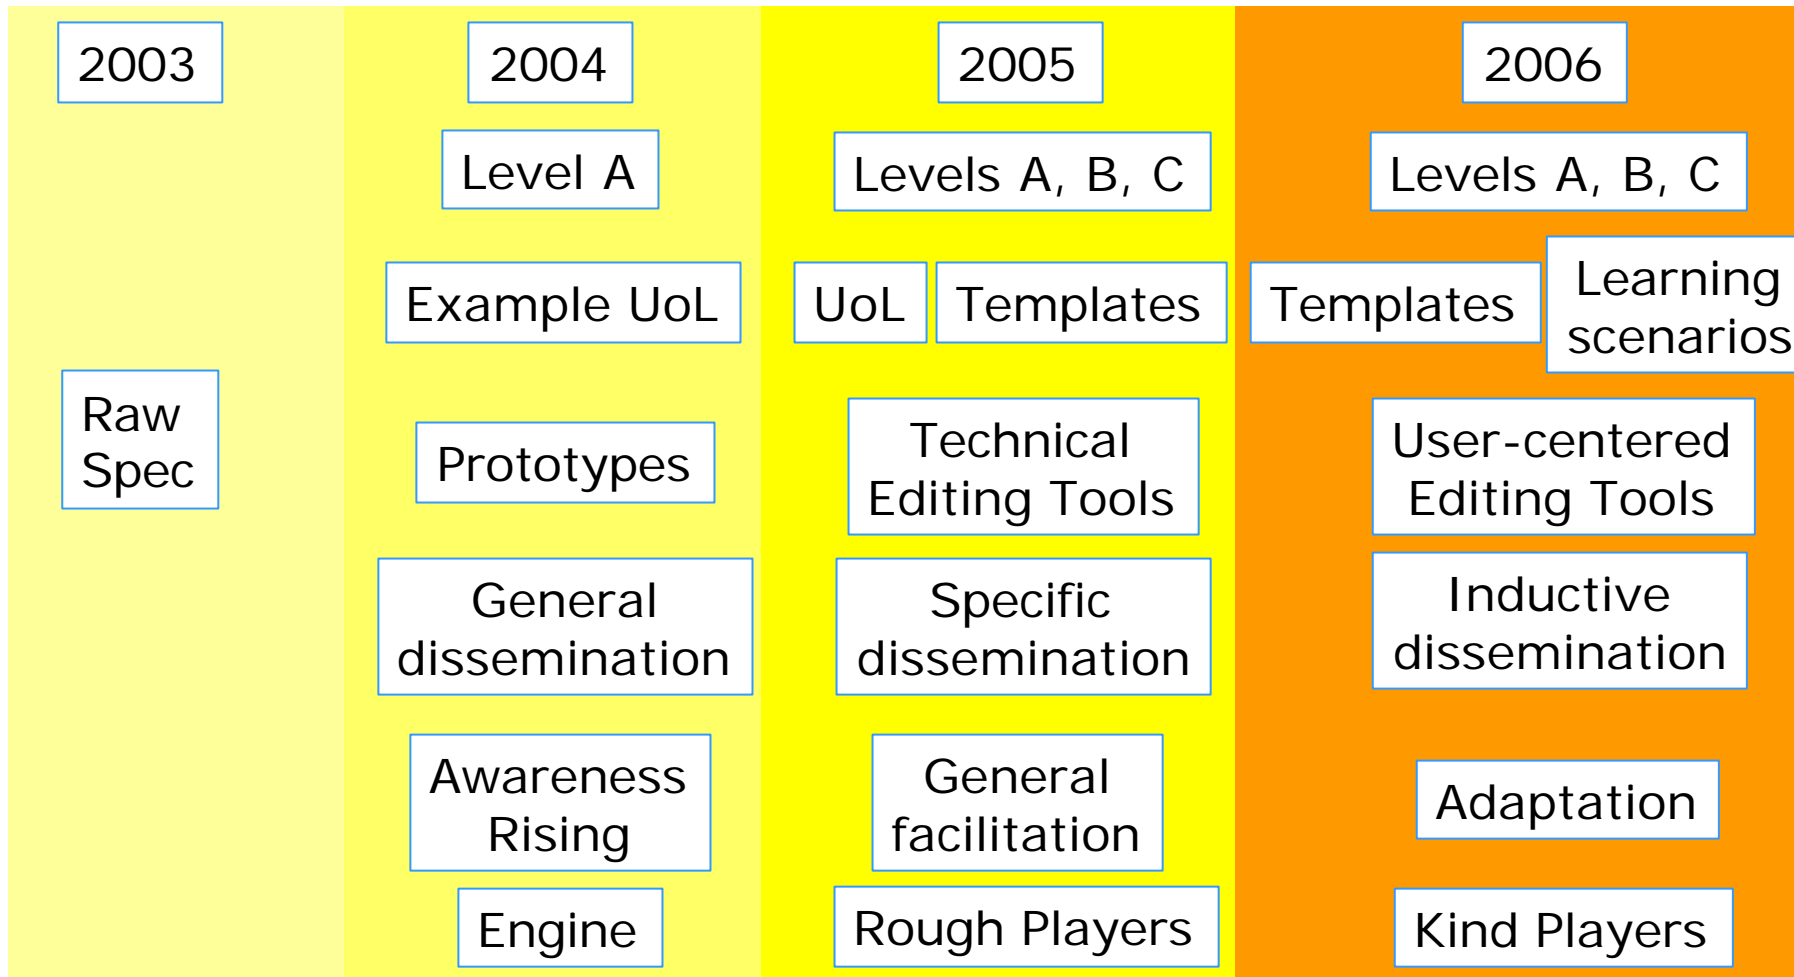 2003
2004
2005
2006
Level A
Levels A, B, C
Levels A, B, C
Example UoL
UoL
Templates
Templates
Learning
scenarios
Raw
Spec
Prototypes
Technical
Editing Tools
User-centered
Editing Tools
General
dissemination
Specific
dissemination
Inductive
dissemination
Awareness
Rising
General
facilitation
Adaptation
Engine
Rough Players
Kind Players